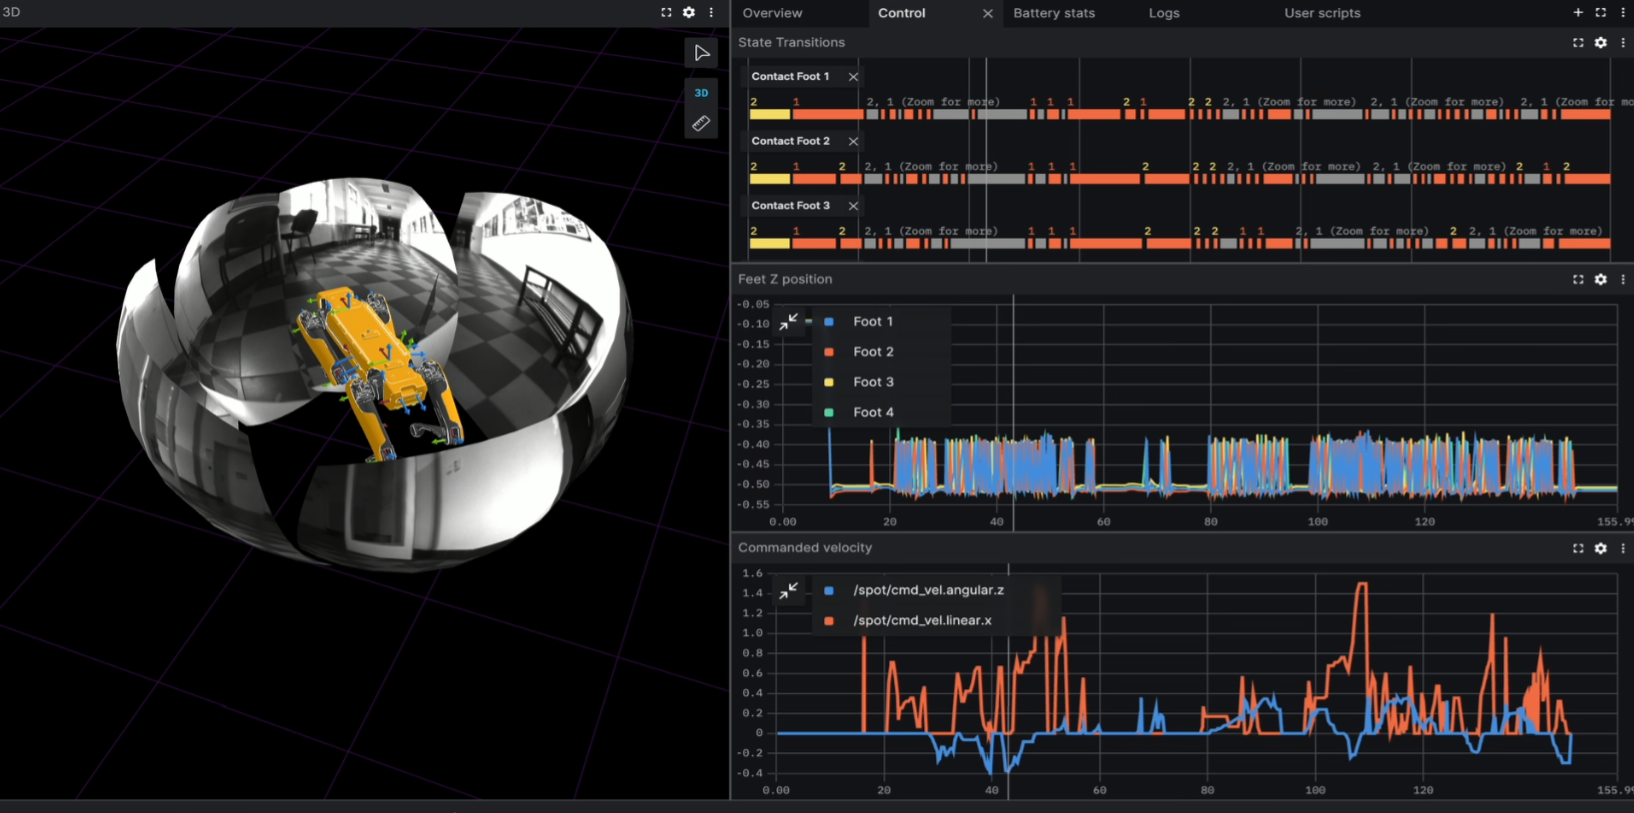 3D
3D
Overview
Control
Battery stats
Logs
User scripts
State Transitions
Contact Foot 1
2 1 2, 1 (Zoom for more) 1 1 1 2 1 2 2 2, 1 (Zoom for more) 2, 1 (Zoom for more) 2, 1 (Zoom for mo
Contact Foot 2
2 1 2 2, 1 (Zoom for more) 1 1 1 2 2 2 2, 1 (Zoom for more) 2, 1 (Zoom for more) 2 1 2
Contact Foot 3
2 1 2 2, 1 (Zoom for more) 1 1 1 2 2 2 1 1 2, 1 (Zoom for more) 2 2, 1 (Zoom for more)
Feet Z position
-0.05
-0.10
-0.15
-0.20
-0.25
-0.30
-0.35
-0.40
-0.45
-0.50
-0.55
Foot 1
Foot 2
Foot 3
Foot 4
0.00 20 40 60 80 100 120 155.99
Commanded velocity
1.6
1.4
1.2
1.0
0.8
0.6
0.4
0.2
0
-0.2
-0.4
/spot/cmd_vel.angular.z
/spot/cmd_vel.linear.x
0.00 20 40 60 80 100 120 155.99